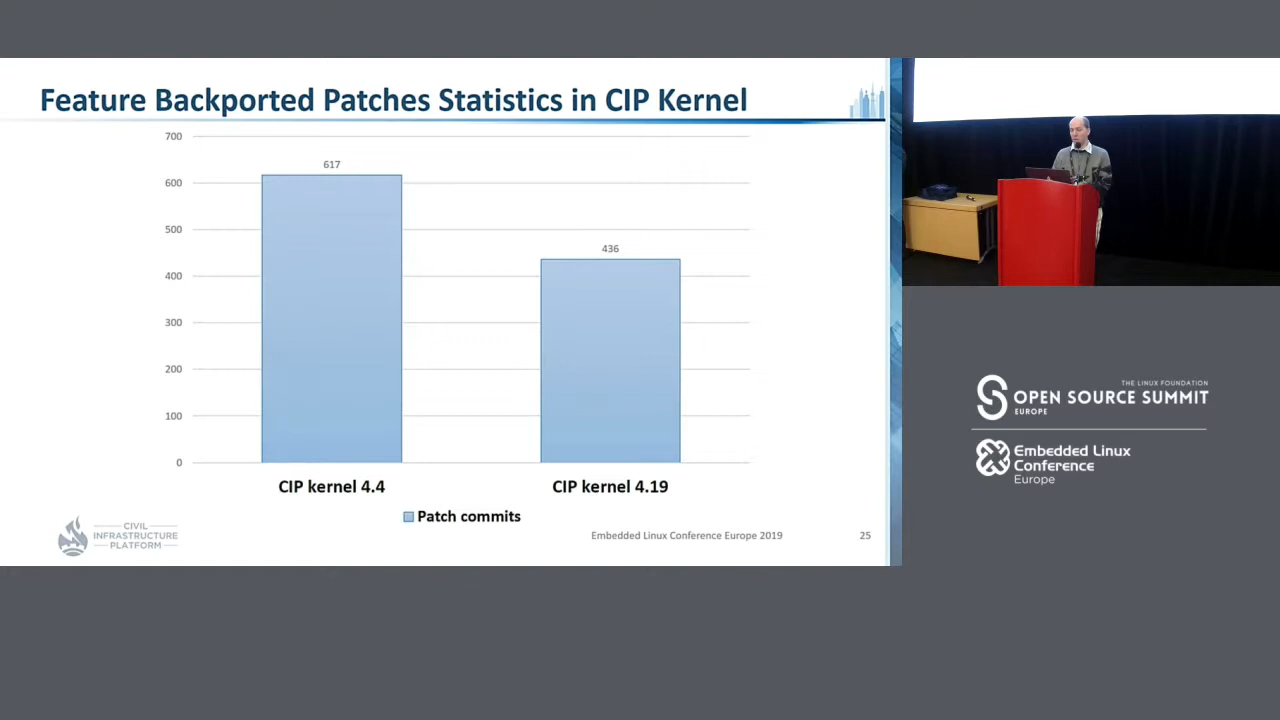 Feature Backported Patches Statistics in CIP Kernel
700
600
500
400
300
200
100
0
617
436
CIP kernel 4.4
CIP kernel 4.19
Patch commits
CIVIL
INFRASTRUCTURE
PLATFORM
Embedded Linux Conference Europe 2019
25
THE LINUX FOUNDATION
OPEN SOURCE SUMMIT
EUROPE
Embedded Linux
Conference
Europe